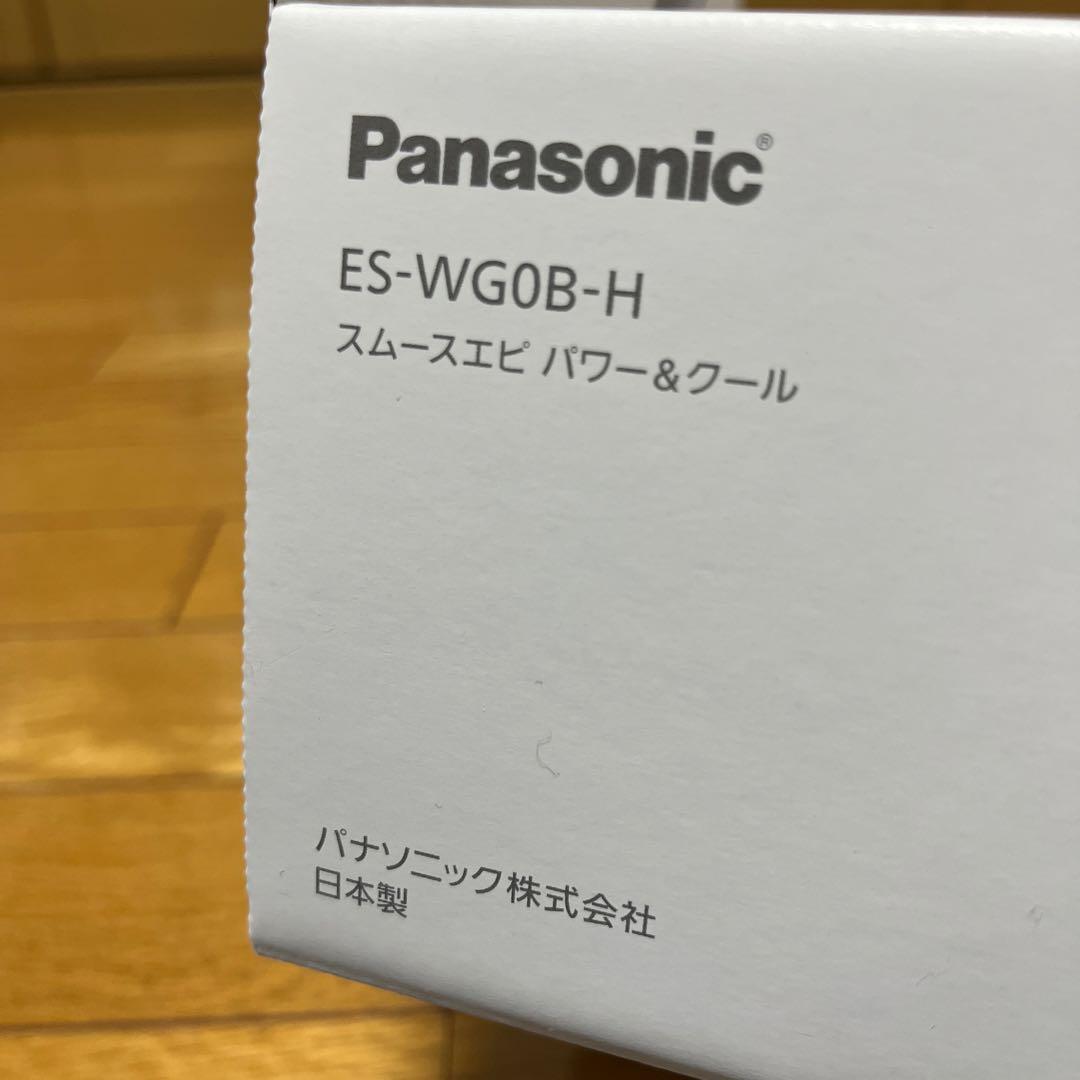 Panasonic®
ES-WG0B-H
スムースエピ パワー&クール
パナソニック株式会社
日本製